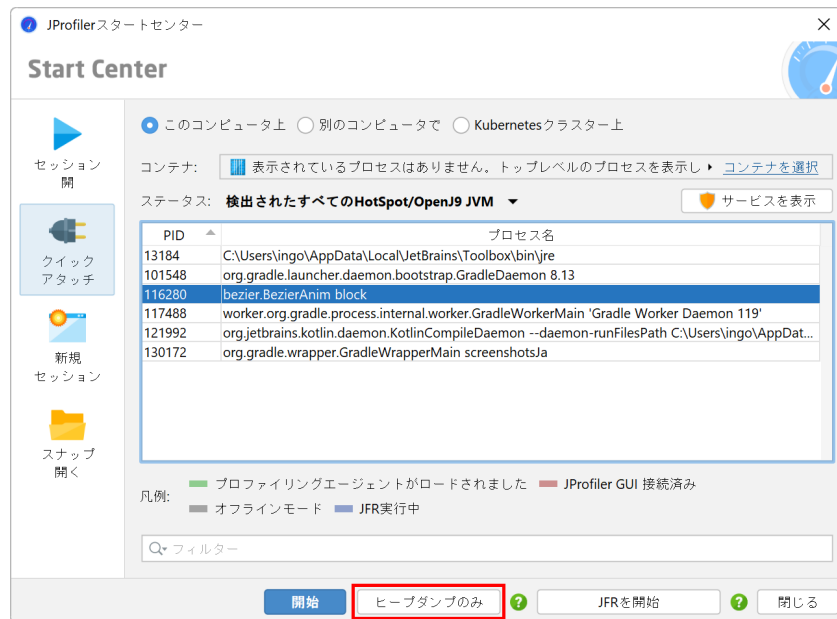 JProfilerスタートセンター
Start Center
セッション
開
クイック
アタッチ
新規
セッション
スナップ
開く
このコンピュータ上 別のコンピュータで Kubernetesクラスター上
コンテナ: 表示されているプロセスはありません。トップレベルのプロセスを表示し コンテナを選択
ステータス: 検出されたすべてのHotSpot/OpenJ9 JVM サービスを表示
PID プロセス名
13184 C:\Users\ingo\AppData\Local\JetBrains\Toolbox\bin\jre
101548 org.gradle.launcher.daemon.bootstrap.GradleDaemon 8.13
116280 bezier.BezierAnim block
117488 worker.org.gradle.process.internal.worker.GradleWorkerMain 'Gradle Worker Daemon 119'
121992 org.jetbrains.kotlin.daemon.KotlinCompileDaemon --daemon-runFilesPath C:\Users\ingo\AppDat...
130172 org.gradle.wrapper.GradleWrapperMain screenshotsJa
凡例: プロファイリングエージェントがロードされました JProfiler GUI 接続済み
オフラインモード JFR実行中
フィルター
開始 ヒープダンプのみ ? JFRを開始 ? 閉じる